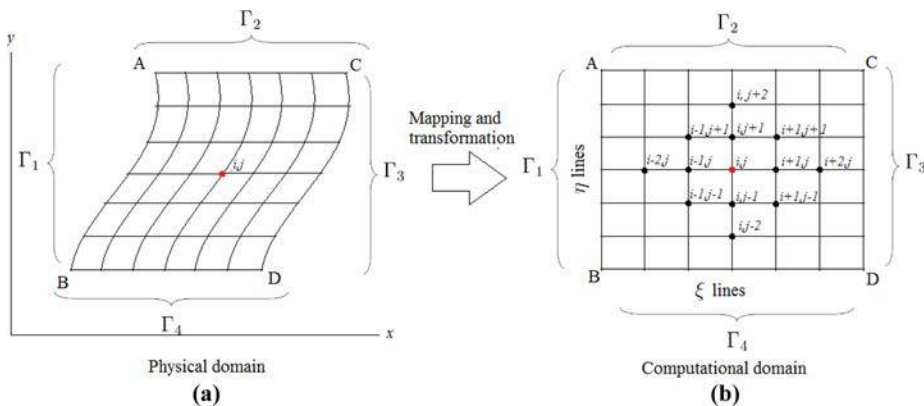 Γ2
y
A
C
Γ1
i,j
Γ3
B
D
Γ4
x
Physical domain
(a)
Mapping and
transformation
Γ2
A
C
i, j+2
i-1,j+1
i,j+1
i+1,j+1
Γ1
η lines
i-2,j
i-1,j
i,j
i+1,j
i+2,j
Γ3
i-1,j-1
i,j-1
i+1,j-1
i,j-2
B
D
ξ lines
Γ4
Computational domain
(b)